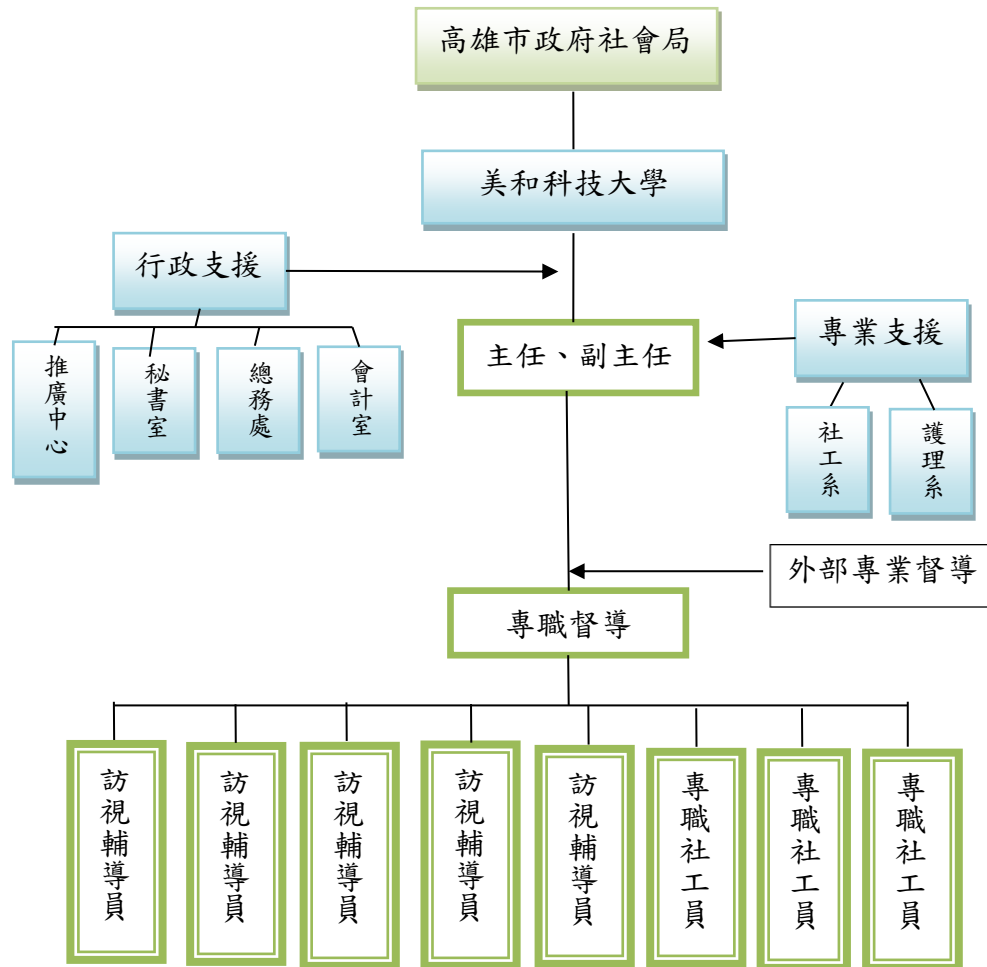 高雄市政府社會局
美和科技大學
行政支援
推廣中心
秘書室
總務處
會計室
主任、副主任
專業支援
社工系
護理系
外部專業督導
專職督導
訪視輔導員
訪視輔導員
訪視輔導員
訪視輔導員
訪視輔導員
專職社工員
專職社工員
專職社工員